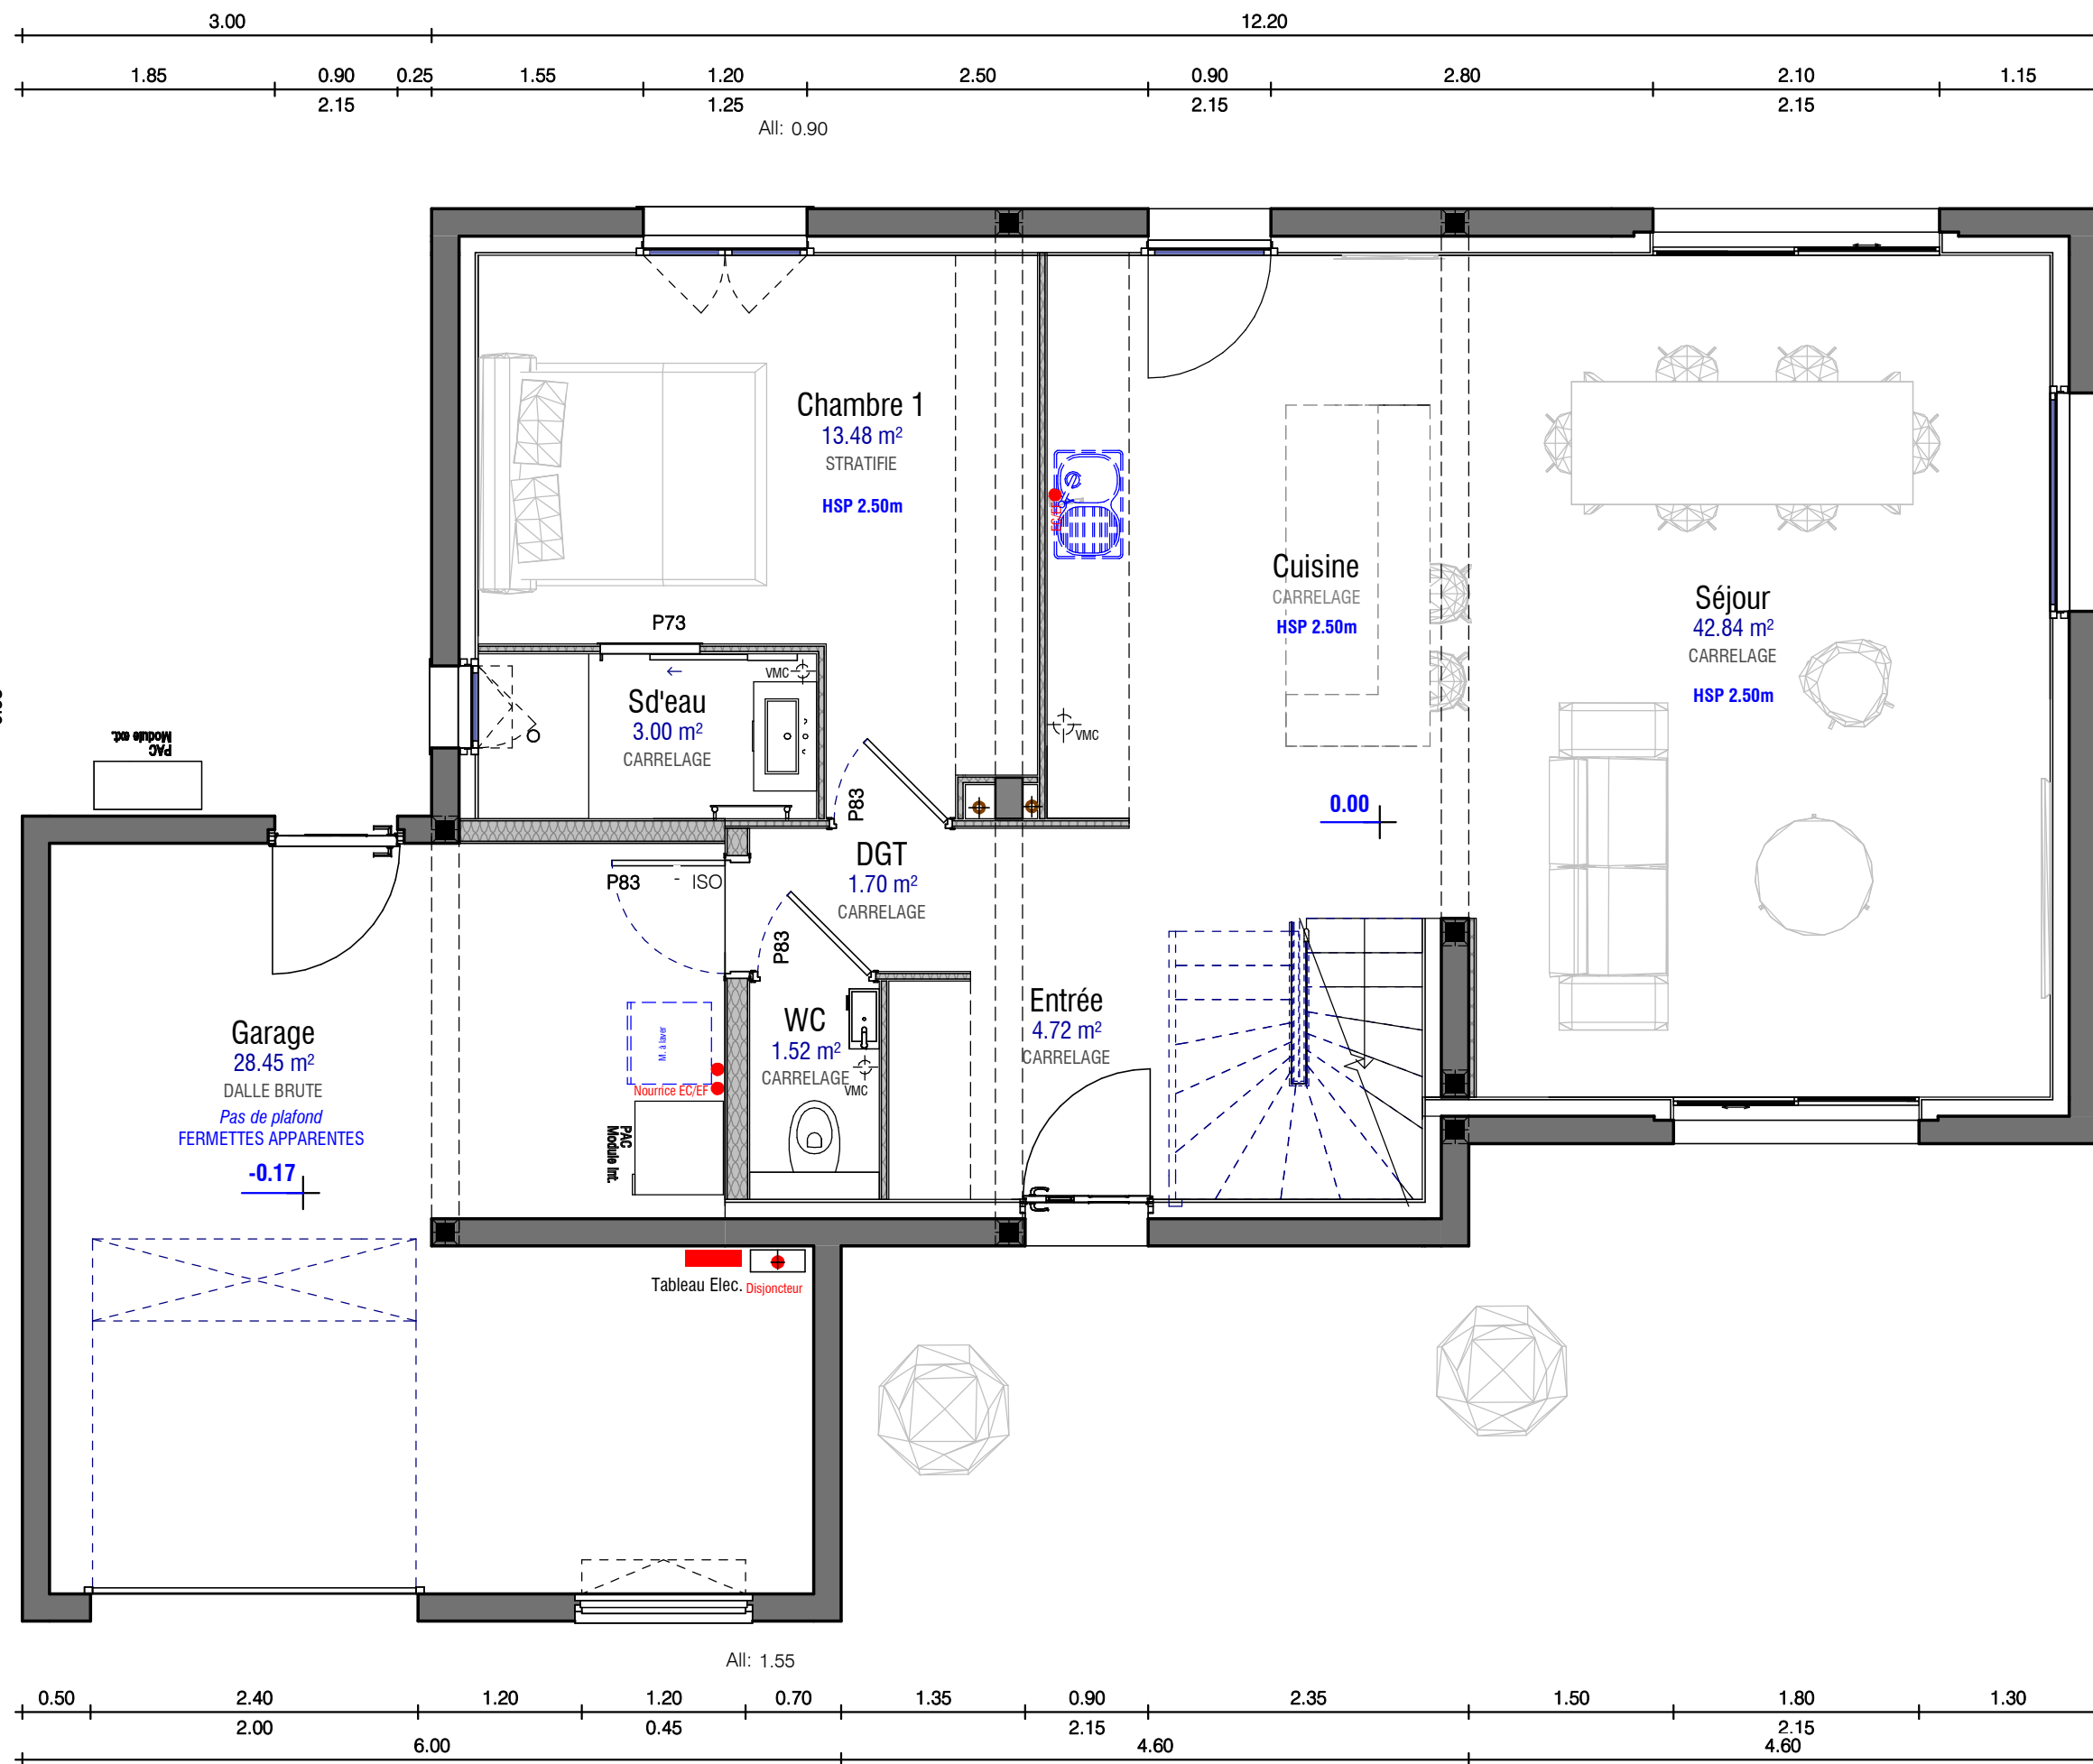 3.00 12.20
1.85 0.90 0.25 1.55 1.20 2.50 0.90 2.80 2.10 1.15
2.15 1.25 2.15 2.15
All: 0.90
Chambre 1
13.48 m²
STRATIFIE
HSP 2.50m
EC/EF
Cuisine
CARRELAGE
HSP 2.50m
Séjour
42.84 m²
CARRELAGE
HSP 2.50m
P73
VMC
Sd'eau
3.00 m²
CARRELAGE
VMC
PAC
Module ext.
P83
0.00
DGT
1.70 m²
CARRELAGE
P83
ISO
P83
Garage
28.45 m²
DALLE BRUTE
Pas de plafond
FERMETTES APPARENTES
-0.17
M. à laver
Nourrice EC/EF
PAC
Module Int.
WC
1.52 m²
CARRELAGE
VMC
Entrée
4.72 m²
CARRELAGE
Tableau Elec.
Disjoncteur
All: 1.55
0.50 2.40 1.20 1.20 0.70 1.35 0.90 2.35 1.50 1.80 1.30
2.00 0.45 2.15 2.15
6.00 4.60 4.60